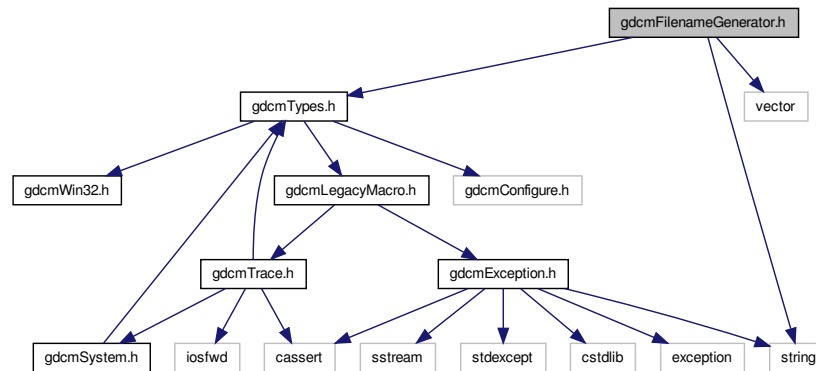 gdcmFilenameGenerator.h
gdcmTypes.h
vector
gdcmWin32.h
gdcmLegacyMacro.h
gdcmConfigure.h
gdcmTrace.h
gdcmException.h
gdcmSystem.h
iosfwd
cassert
sstream
stdexcept
cstdlib
exception
string